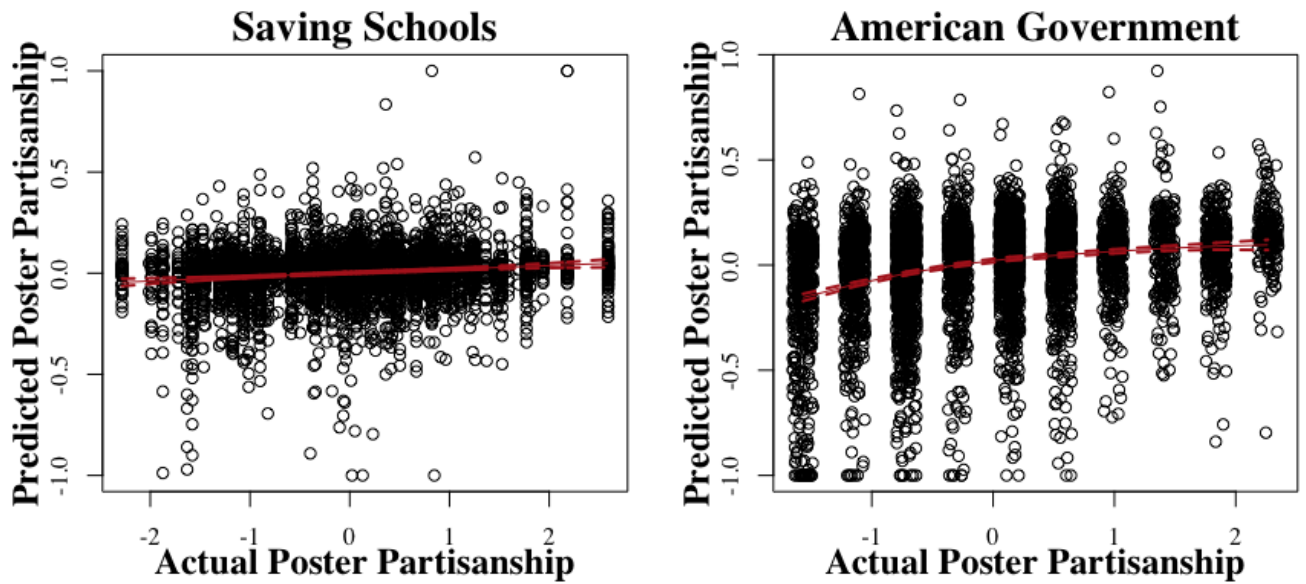 Saving Schools
Predicted Poster Partisanship
1.0
0.5
0.0
-0.5
-1.0
-2 -1 0 1 2
Actual Poster Partisanship
American Government
Predicted Poster Partisanship
1.0
0.5
0.0
-0.5
-1.0
-1 0 1 2
Actual Poster Partisanship